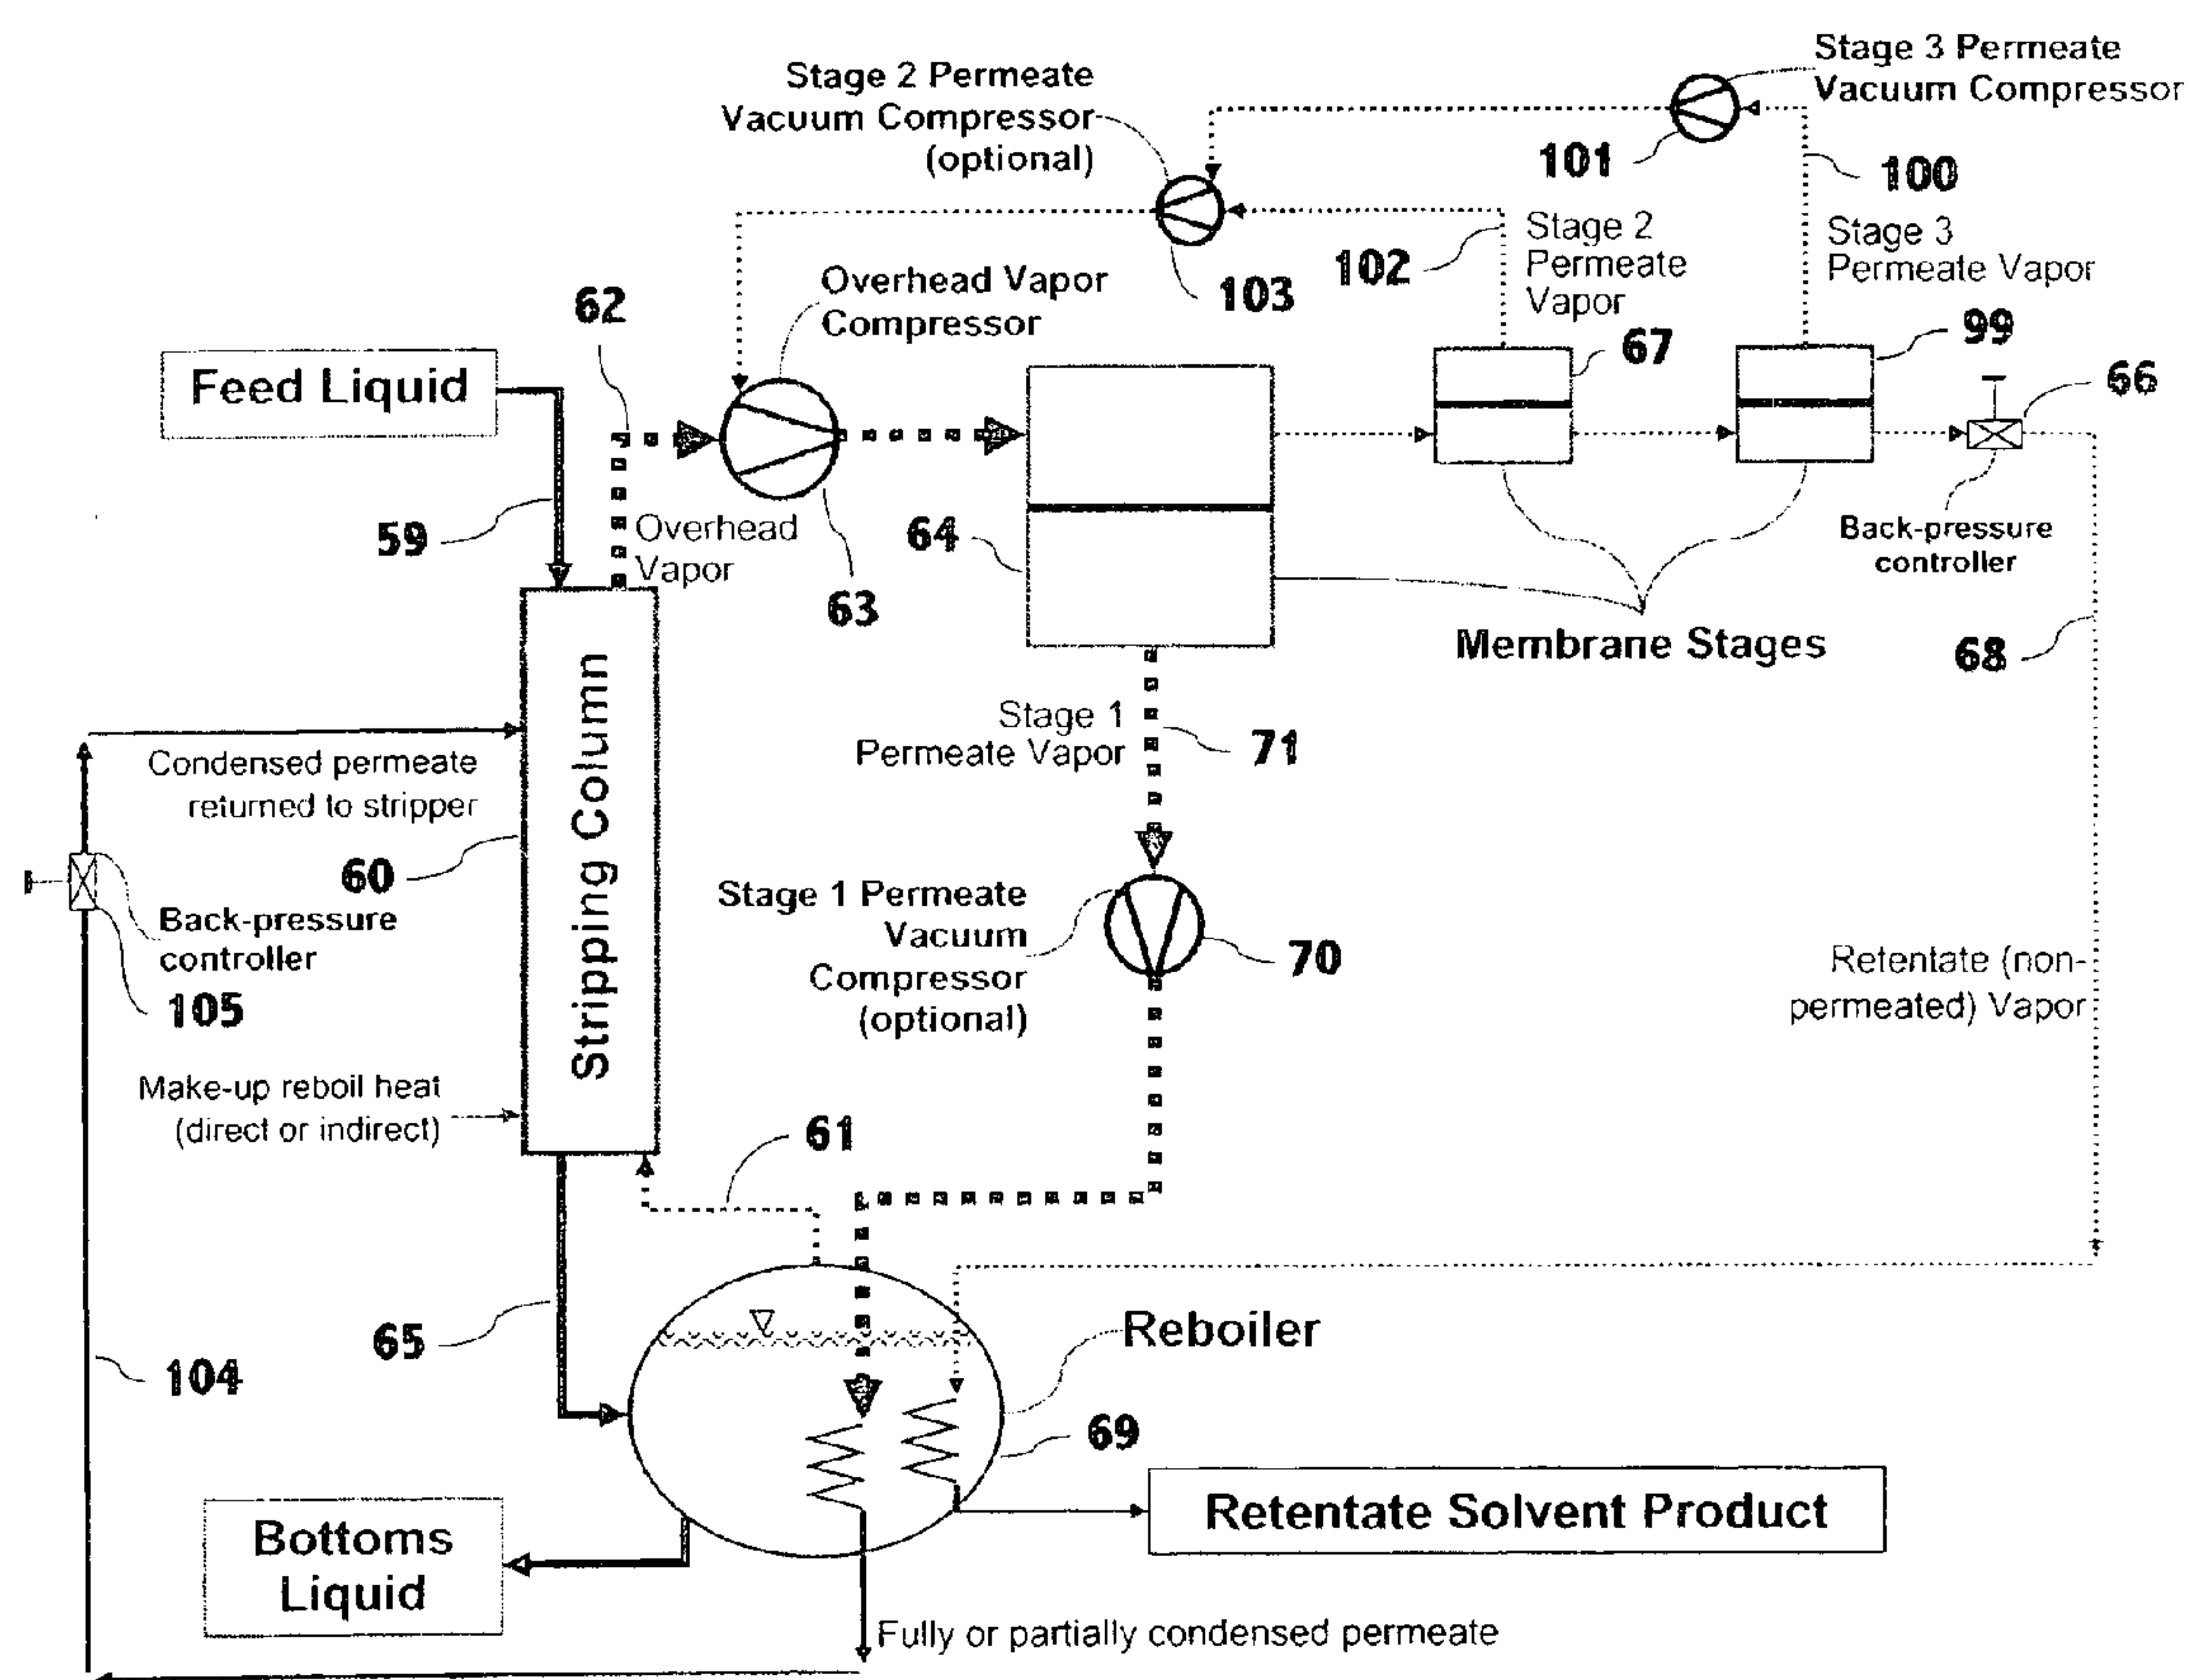 Stage 3 Permeate
Vacuum Compressor
Stage 2 Permeate
Vacuum Compressor
(optional)
101
100
Stage 2
Permeate
Vapor
Stage 3
Permeate Vapor
102
103
Overhead Vapor
Compressor
62
67
99
66
Feed Liquid
59
Overhead
Vapor
64
Back-pressure
controller
63
Membrane Stages
68
Stage 1
Permeate Vapor
71
Condensed permeate
returned to stripper
60
Stripping Column
Stage 1 Permeate
Vacuum
Compressor
(optional)
70
Back-pressure
controller
105
Retentate (non-
permeated) Vapor
Make-up reboil heat
(direct or indirect)
61
65
Reboiler
104
69
Retentate Solvent Product
Bottoms
Liquid
Fully or partially condensed permeate